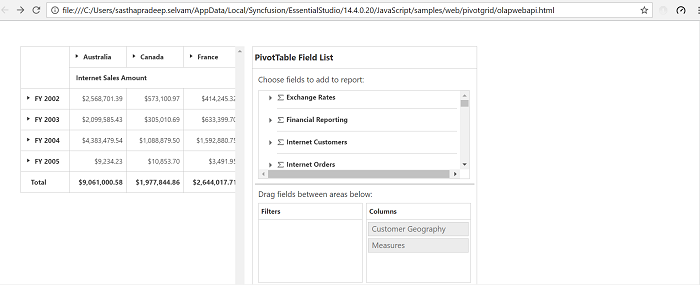 file:///C:/Users/sasthapradeep.selvam/AppData/Local/Syncfusion/EssentialStudio/14.4.0.20/JavaScript/samples/web/pivotgrid/olapwebapi.html
Australia Canada France
Internet Sales Amount
FY 2002 $2,568,701.39 $573,100.97 $414,245.32
FY 2003 $2,099,585.43 $305,010.69 $633,399.70
FY 2004 $4,383,479.54 $1,088,879.50 $1,592,880.75
FY 2005 $9,234.23 $10,853.70 $3,491.95
Total $9,061,000.58 $1,977,844.86 $2,644,017.71
PivotTable Field List
Choose fields to add to report:
Σ Exchange Rates
Σ Financial Reporting
Σ Internet Customers
Σ Internet Orders
Drag fields between areas below:
Filters
Columns
Customer Geography
Measures